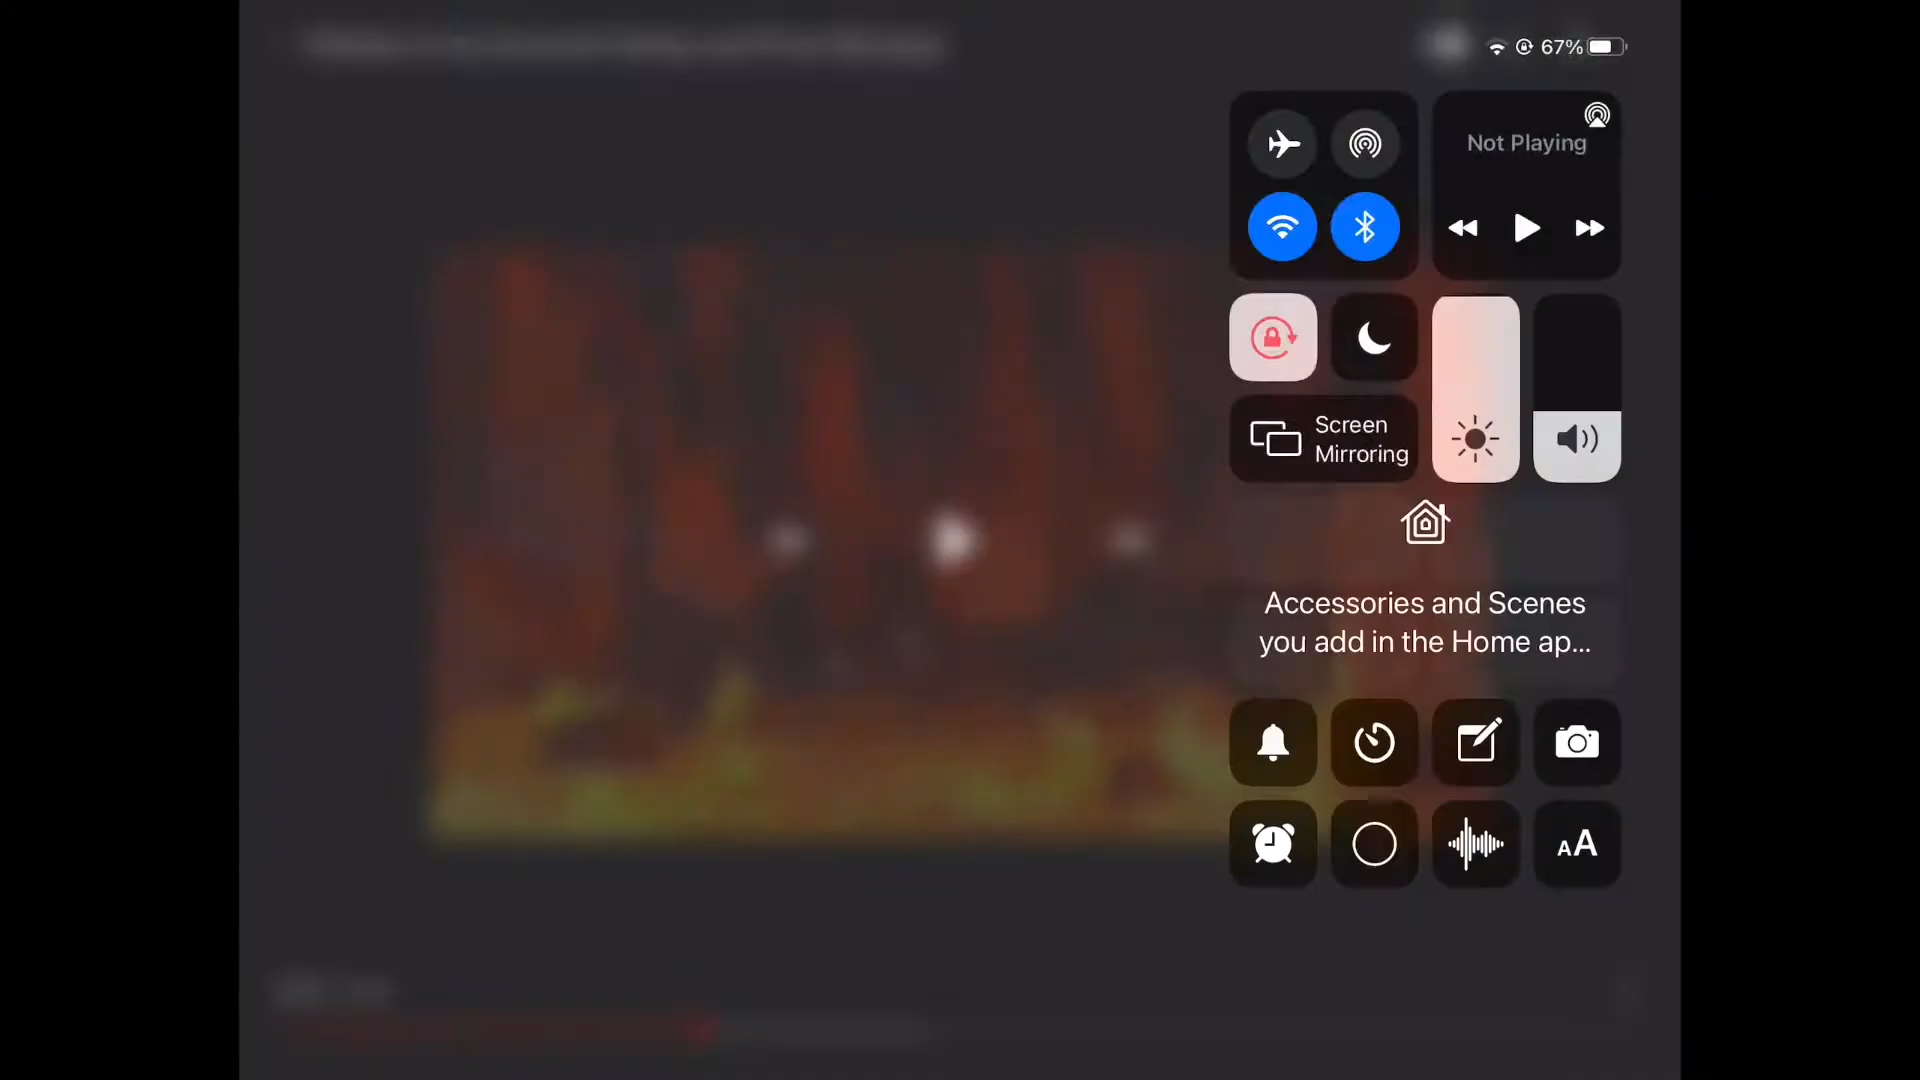 67%
Not Playing
Screen
Mirroring
Accessories and Scenes
you add in the Home ap...
AA